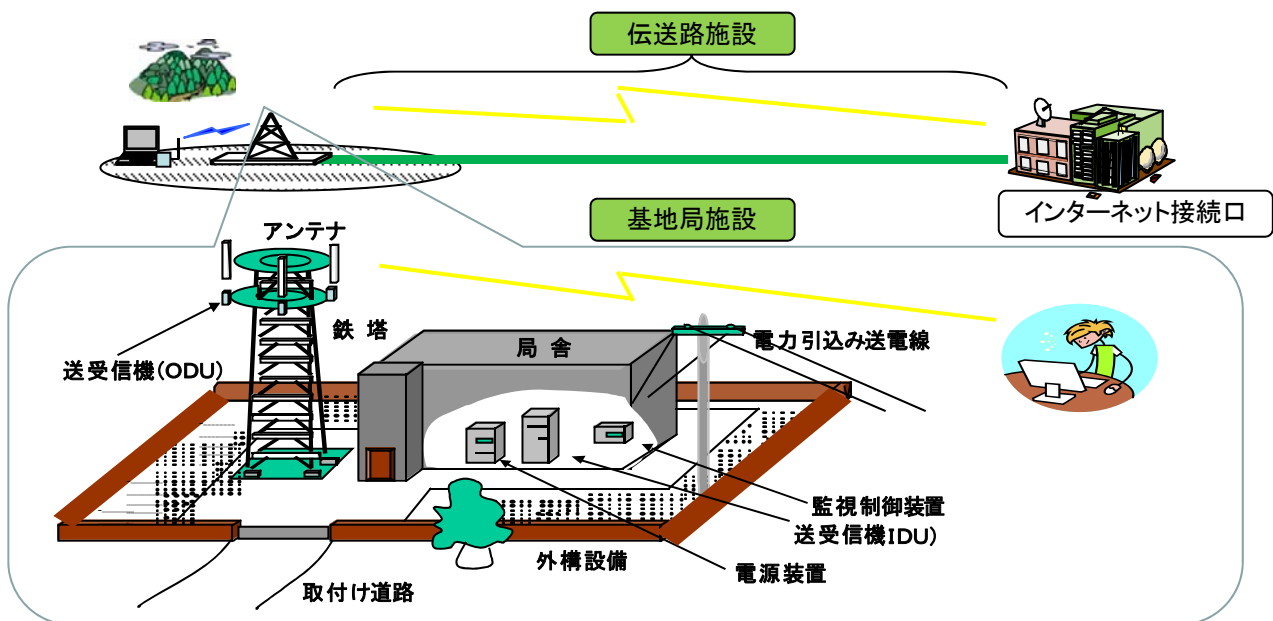 伝送路施設
インターネット接続口
基地局施設
アンテナ
鉄 塔
局 舎
電力引込み送電線
送受信機(ODU)
監視制御装置
送受信機IDU)
外構設備
電源装置
取付け道路